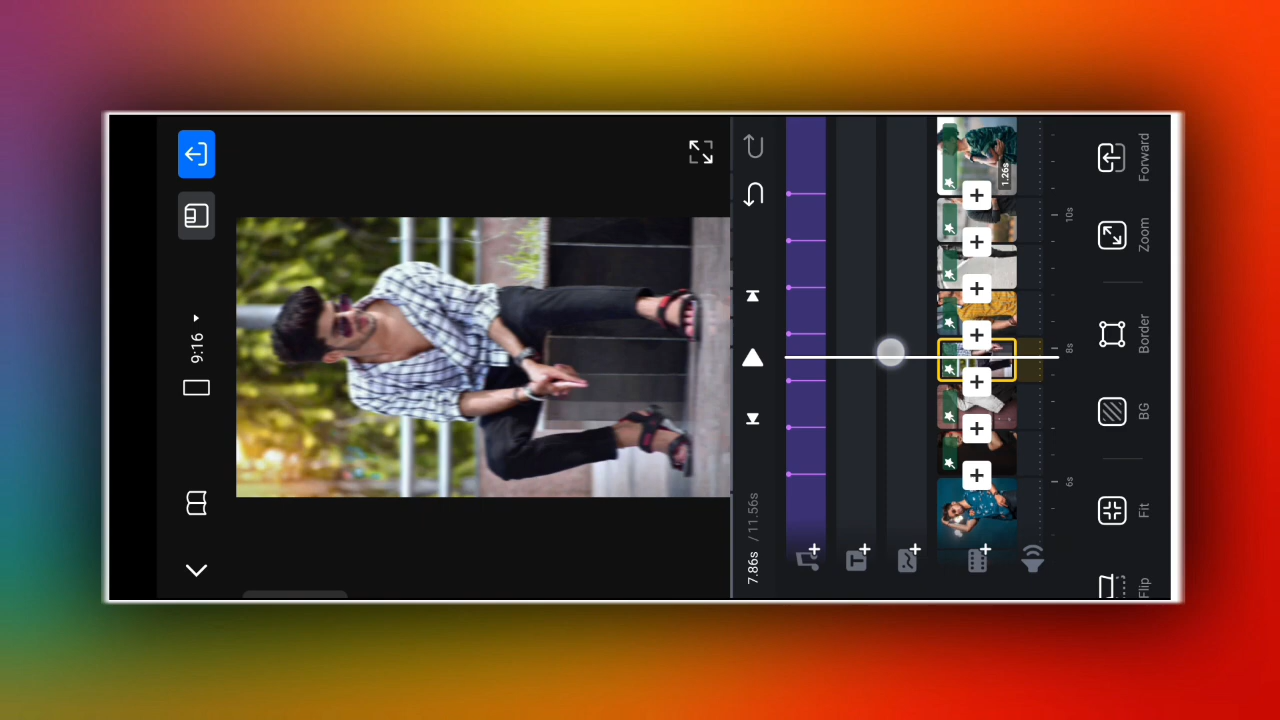 9:16
7.86s / 11.56s
T
1.26s
6s
8s
10s
Flip
Fit
BG
Border
Zoom
Forward